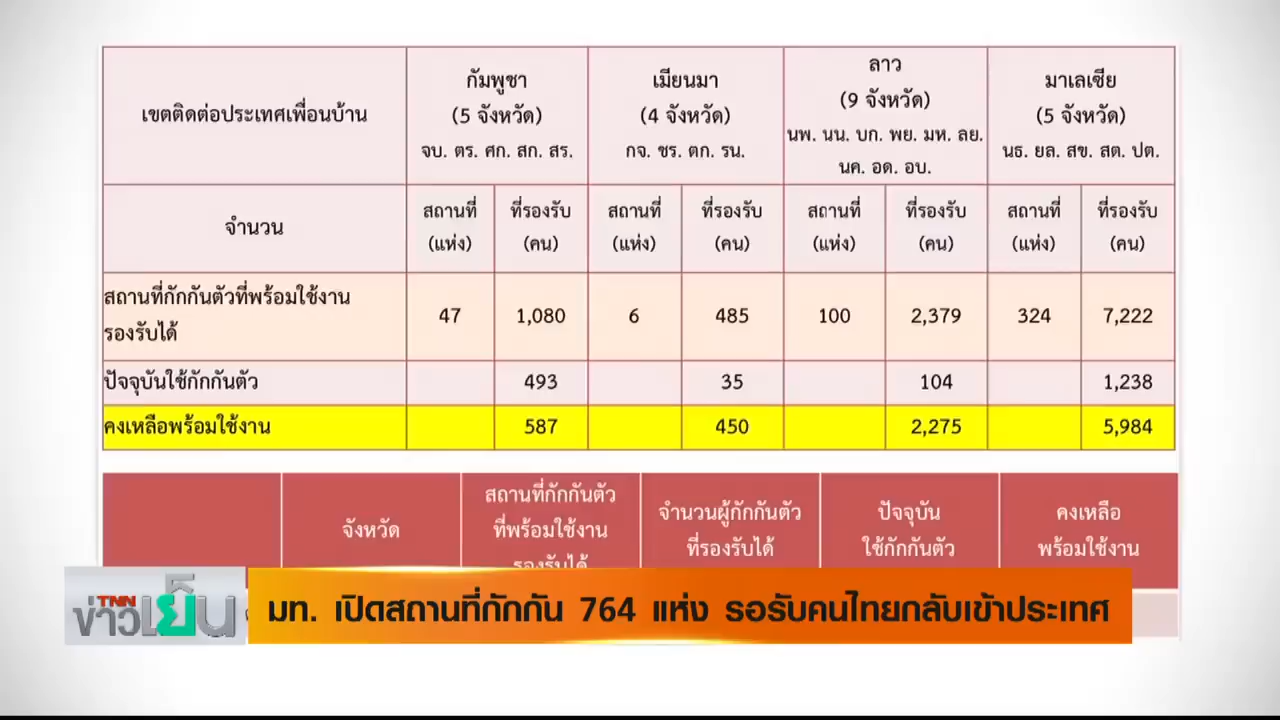 เขตติดต่อประเทศเพื่อนบ้าน
กัมพูชา
(5 จังหวัด)
จบ. ตร. ศก. สก. สร.
เมียนมา
(4 จังหวัด)
กจ. ชร. ตก. รน.
ลาว
(9 จังหวัด)
นพ. นน. บก. พย. มห. ลย.
นค. อด. อบ.
มาเลเซีย
(5 จังหวัด)
นธ. ยล. สข. สต. ปต.
จำนวน
สถานที่
(แห่ง)
ที่รองรับ
(คน)
สถานที่
(แห่ง)
ที่รองรับ
(คน)
สถานที่
(แห่ง)
ที่รองรับ
(คน)
สถานที่
(แห่ง)
ที่รองรับ
(คน)
สถานที่กักกันตัวที่พร้อมใช้งาน
รองรับได้
47 1,080 6 485 100 2,379 324 7,222
ปัจจุบันใช้กักกันตัว 493 35 104 1,238
คงเหลือพร้อมใช้งาน 587 450 2,275 5,984
จังหวัด
สถานที่กักกันตัว
ที่พร้อมใช้งาน
รองรับได้
จำนวนผู้กักกันตัว
ที่รองรับได้
ปัจจุบัน
ใช้กักกันตัว
คงเหลือ
พร้อมใช้งาน
TNN
ข่าวเย็น
มท. เปิดสถานที่กักกัน 764 แห่ง รอรับคนไทยกลับเข้าประเทศ